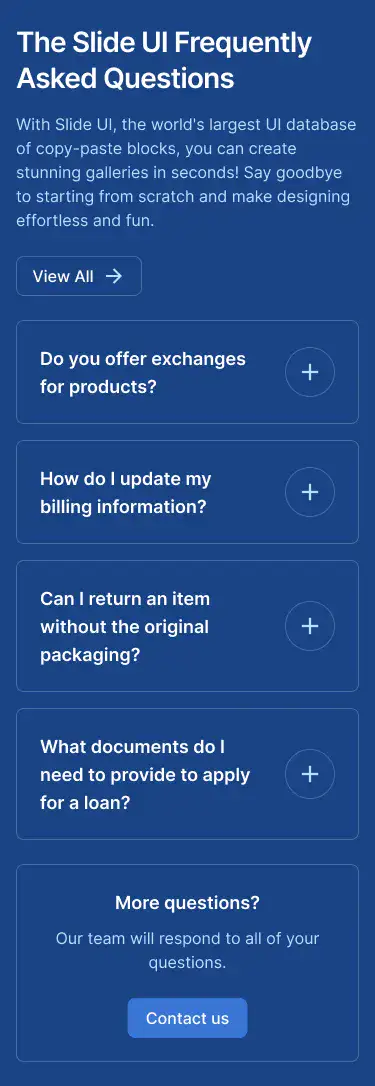 The Slide UI Frequently
Asked Questions
With Slide UI, the world's largest UI database
of copy-paste blocks, you can create
stunning galleries in seconds! Say goodbye
to starting from scratch and make designing
effortless and fun.
View All
Do you offer exchanges
for products?
How do I update my
billing information?
Can I return an item
without the original
packaging?
What documents do I
need to provide to apply
for a loan?
More questions?
Our team will respond to all of your
questions.
Contact us